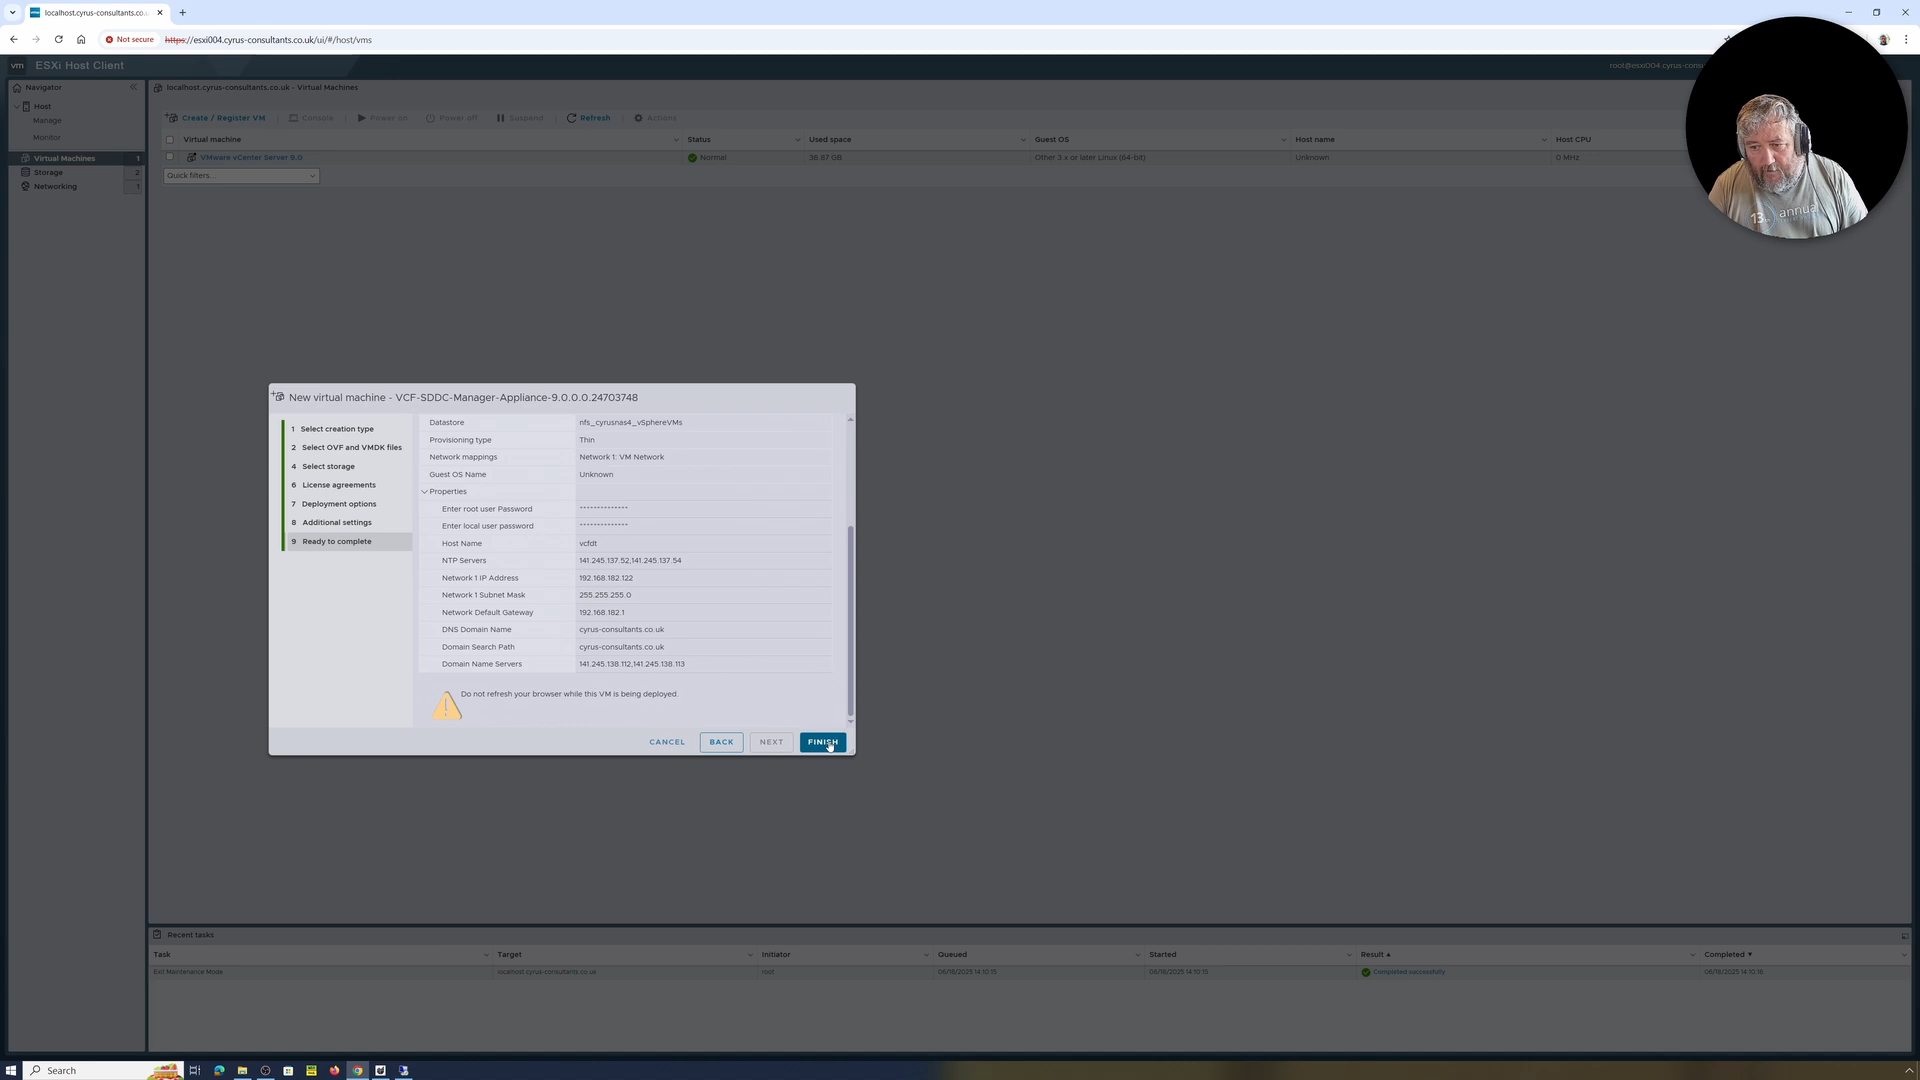 localhost.cyrus-consultants.co.
Not secure
https://esxi004.cyrus-consultants.co.uk/ui/#/host/vms
vm ESXi Host Client
root@esxi004.cyrus-consu
Navigator
Host
Manage
Monitor
Virtual Machines 1
Storage 2
Networking 1
localhost.cyrus-consultants.co.uk - Virtual Machines
Create / Register VM Console Power on Power off Suspend Refresh Actions
Virtual machine Status Used space Guest OS Host name Host CPU
VMware vCenter Server 9.0 Normal 36.87 GB Other 3.x or later Linux (64-bit) Unknown 0 MHz
Quick filters...
New virtual machine - VCF-SDDC-Manager-Appliance-9.0.0.0.24703748
1 Select creation type
2 Select OVF and VMDK files
4 Select storage
6 License agreements
7 Deployment options
8 Additional settings
9 Ready to complete
Datastore nfs_cyrusnas4_vSphereVMs
Provisioning type Thin
Network mappings Network 1: VM Network
Guest OS Name Unknown
Properties
Enter root user Password **************
Enter local user password **************
Host Name vcfdt
NTP Servers 141.245.137.52,141.245.137.54
Network 1 IP Address 192.168.182.122
Network 1 Subnet Mask 255.255.255.0
Network Default Gateway 192.168.182.1
DNS Domain Name cyrus-consultants.co.uk
Domain Search Path cyrus-consultants.co.uk
Domain Name Servers 141.245.138.112,141.245.138.113
Do not refresh your browser while this VM is being deployed.
CANCEL BACK NEXT FINISH
13th annual
Recent tasks
Task Target Initiator Queued Started Result Completed
Exit Maintenance Mode localhost.cyrus-consultants.co.uk root 06/18/2025 14:10:15 06/18/2025 14:10:15 Completed successfully 06/18/2025 14:10:18
Search